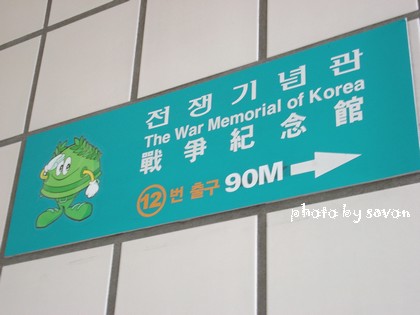 전쟁기념관
The War Memorial of Korea
戰爭紀念館
12 번 출구 90M
photo by savan